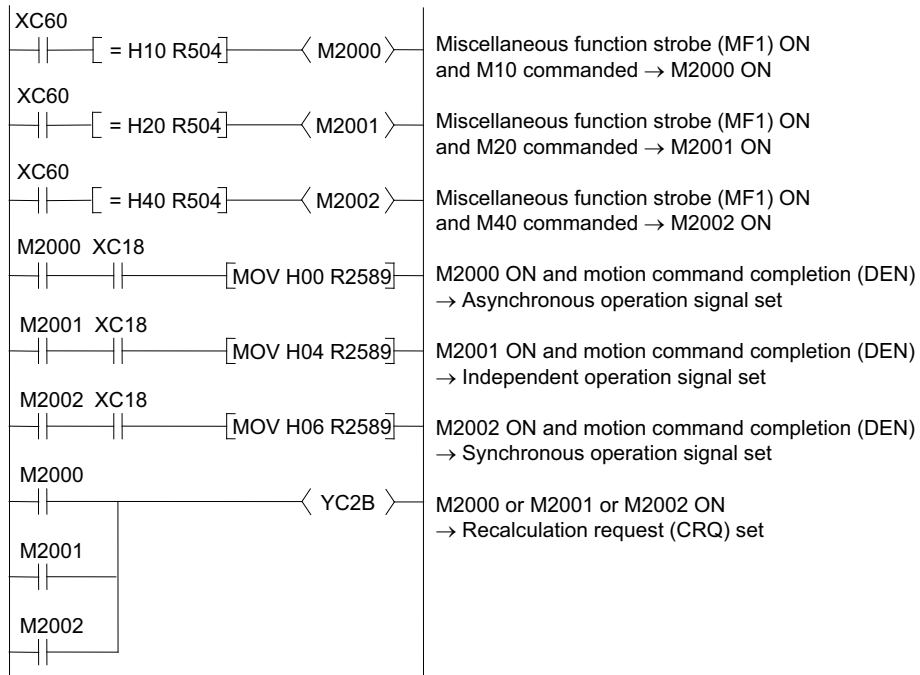 XC60
= H10 R504 M2000
Miscellaneous function strobe (MF1) ON
and M10 commanded → M2000 ON
XC60
= H20 R504 M2001
Miscellaneous function strobe (MF1) ON
and M20 commanded → M2001 ON
XC60
= H40 R504 M2002
Miscellaneous function strobe (MF1) ON
and M40 commanded → M2002 ON
M2000 XC18
MOV H00 R2589
M2000 ON and motion command completion (DEN)
→ Asynchronous operation signal set
M2001 XC18
MOV H04 R2589
M2001 ON and motion command completion (DEN)
→ Independent operation signal set
M2002 XC18
MOV H06 R2589
M2002 ON and motion command completion (DEN)
→ Synchronous operation signal set
M2000
YC2B
M2000 or M2001 or M2002 ON
→ Recalculation request (CRQ) set
M2001
M2002